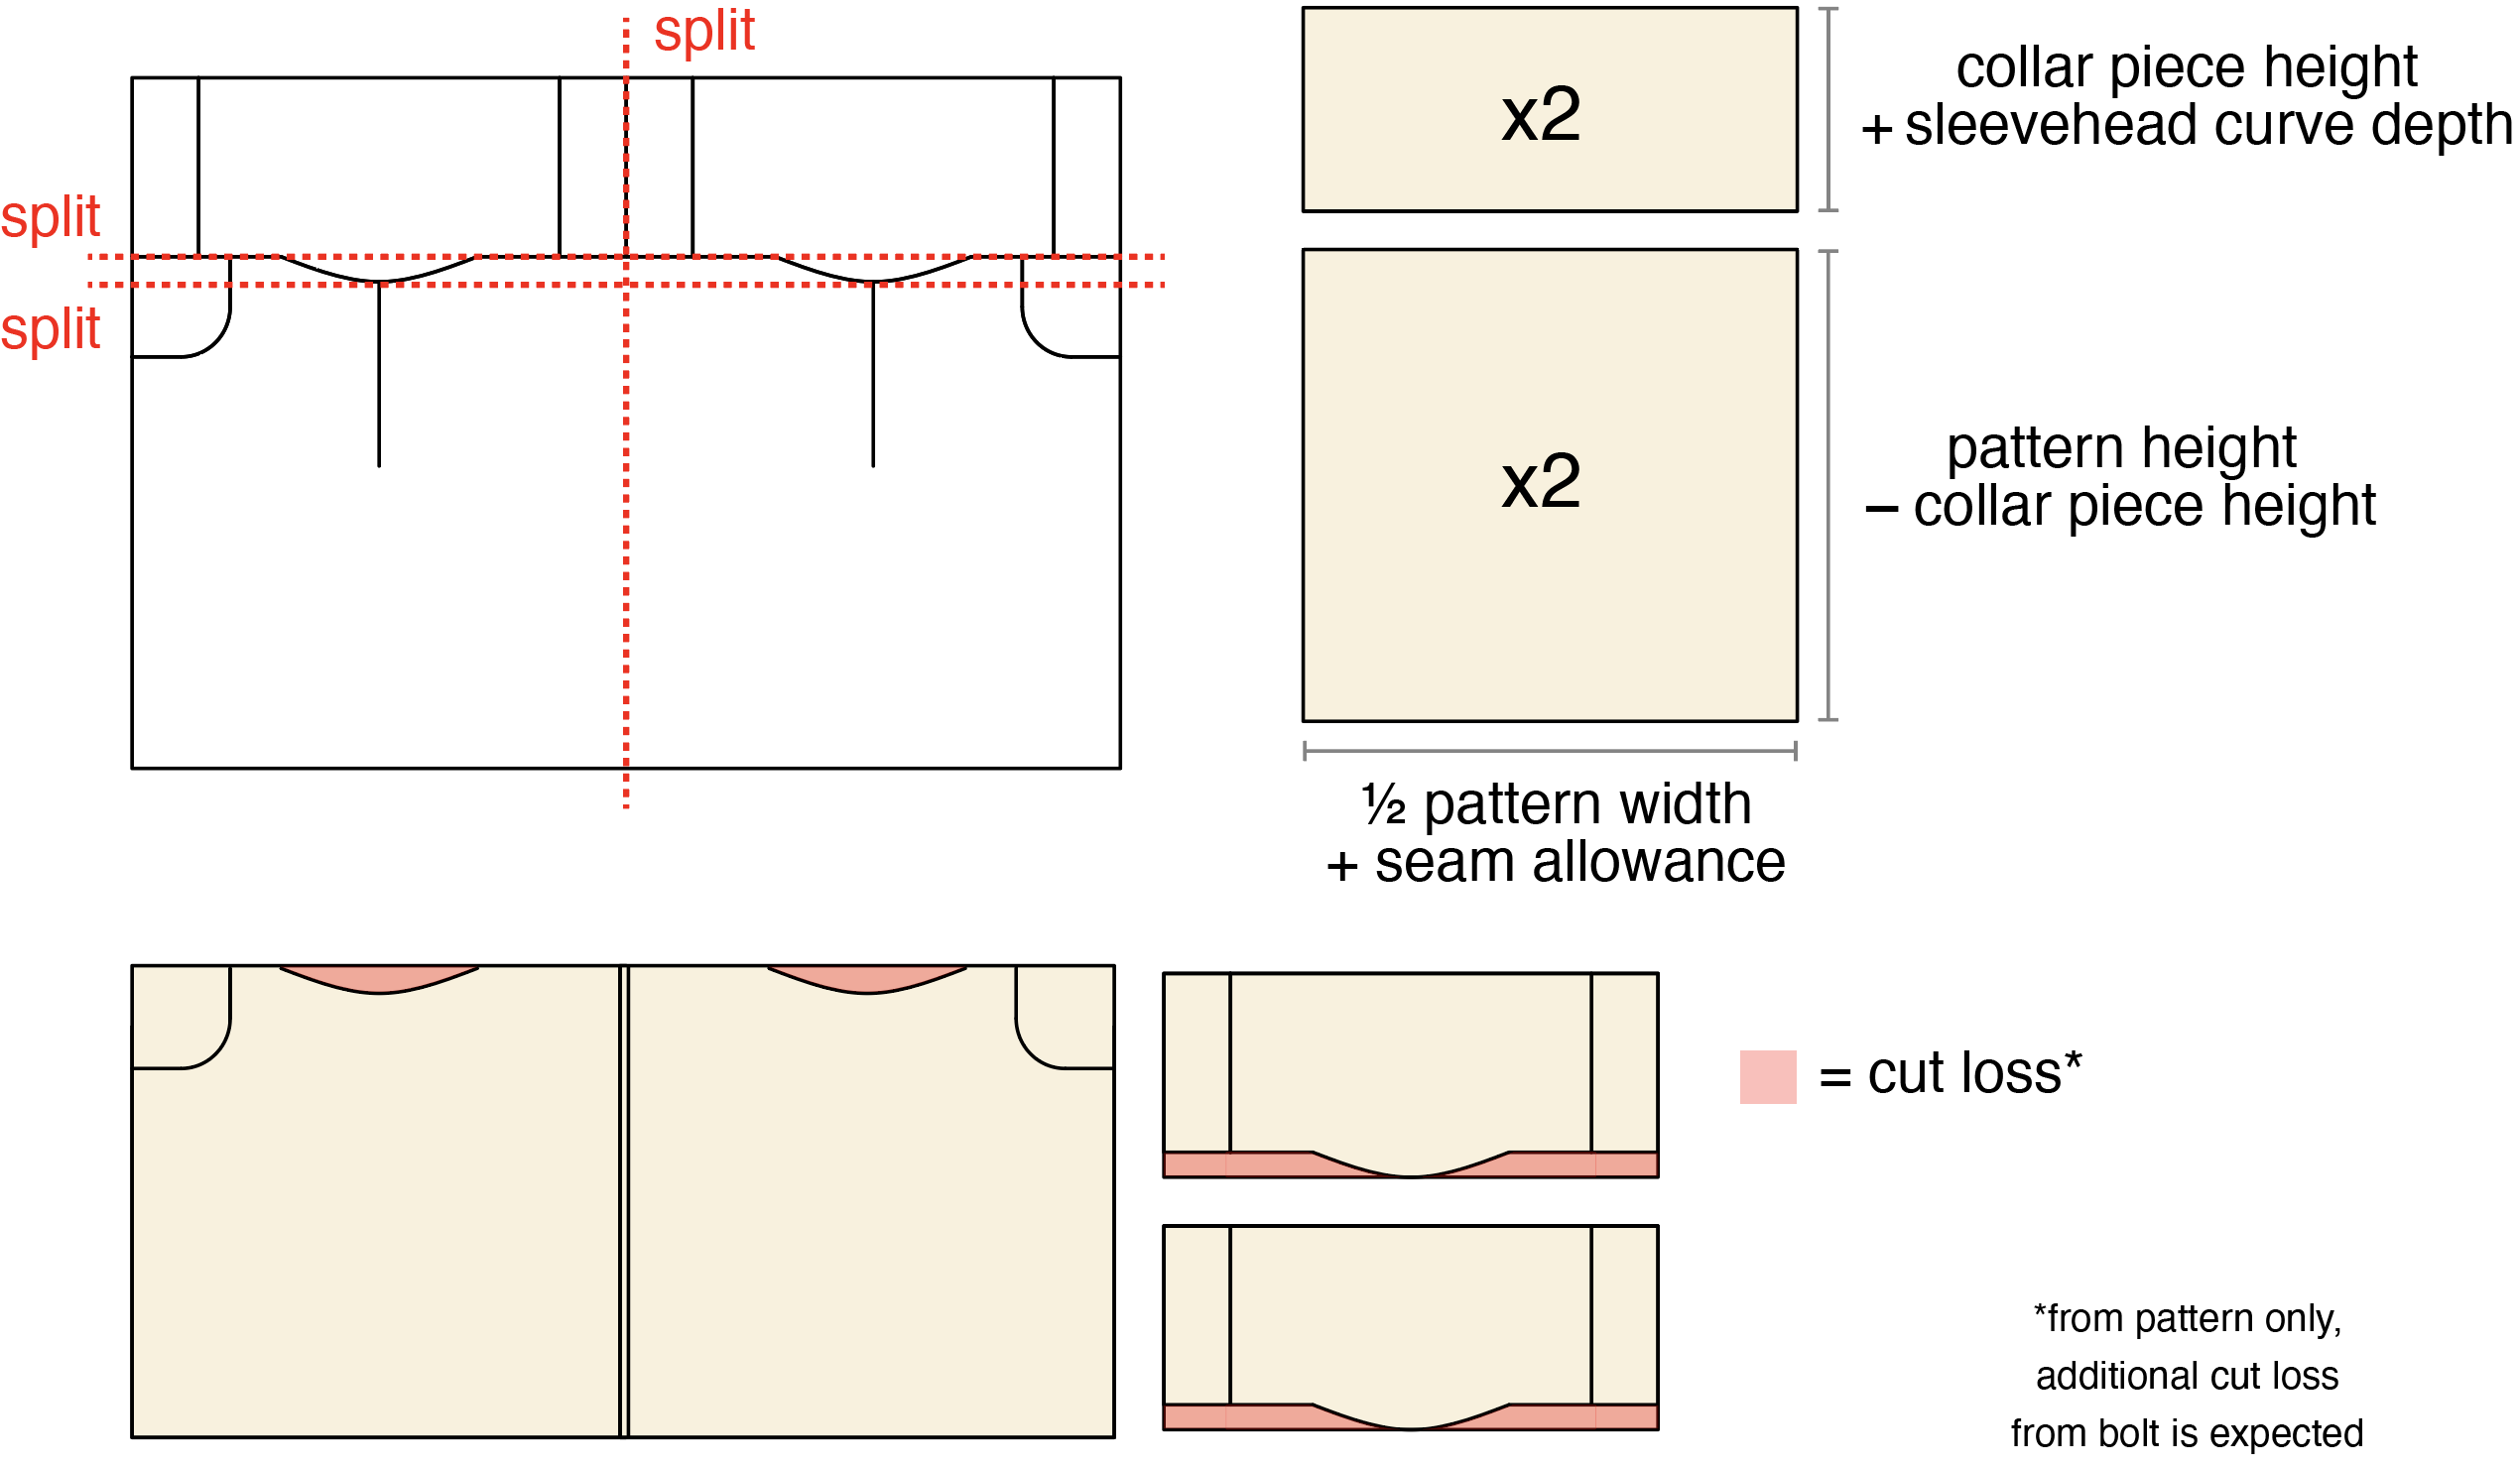 split
split
split
x2
collar piece height
+ sleevehead curve depth
x2
pattern height
– collar piece height
½ pattern width
+ seam allowance
= cut loss*
*from pattern only,
additional cut loss
from bolt is expected